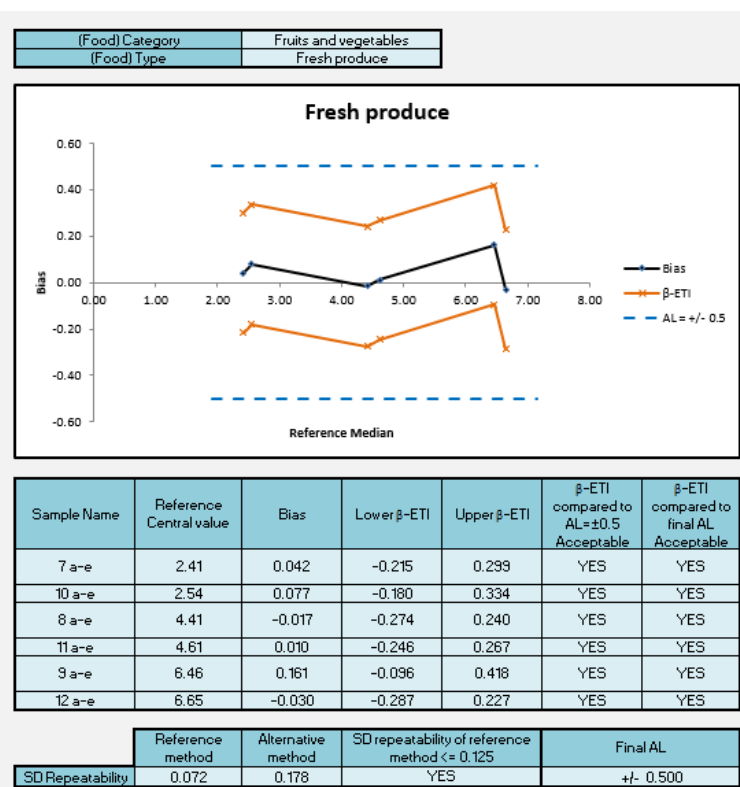 (Food) Category Fruits and vegetables
(Food) Type Fresh produce
Fresh produce
0.60
0.40
0.20
0.00
-0.20
-0.40
-0.60
0.00 1.00 2.00 3.00 4.00 5.00 6.00 7.00 8.00
Bias
Reference Median
Bias
β-ETI
AL = +/- 0.5
Sample Name Reference Central value Bias Lower β-ETI Upper β-ETI β-ETI compared to AL=±0.5 Acceptable β-ETI compared to final AL Acceptable
7 a-e 2.41 0.042 -0.215 0.299 YES YES
10 a-e 2.54 0.077 -0.180 0.334 YES YES
8 a-e 4.41 -0.017 -0.274 0.240 YES YES
11 a-e 4.61 0.010 -0.246 0.267 YES YES
9 a-e 6.46 0.161 -0.096 0.418 YES YES
12 a-e 6.65 -0.030 -0.287 0.227 YES YES
Reference method Alternative method SD repeatability of reference method <= 0.125 Final AL
SD Repeatability 0.072 0.178 YES +/- 0.500